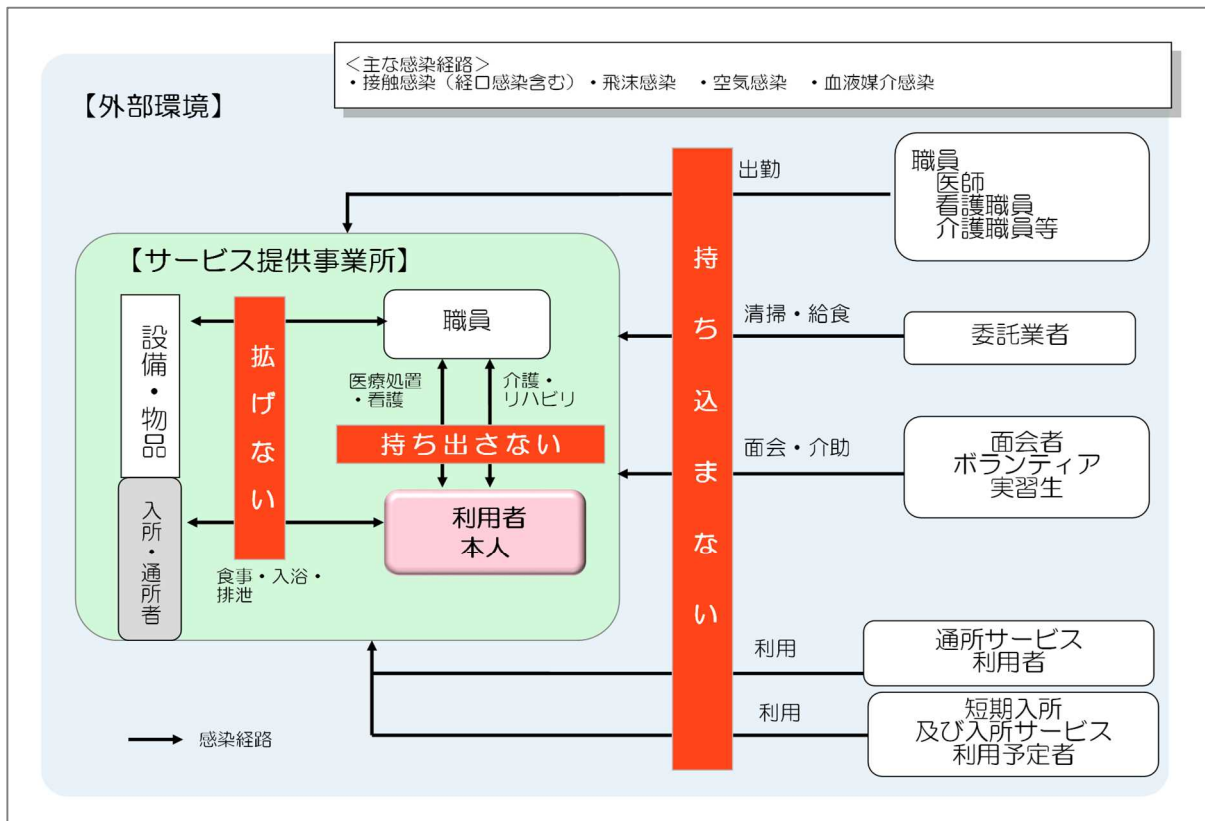 ＜主な感染経路＞
・接触感染（経口感染含む）・飛沫感染　・空気感染　・血液媒介感染
【外部環境】
出勤
職員
医師
看護職員
介護職員等
持ち込まない
【サービス提供事業所】
設備・物品
拡げない
職員
清掃・給食
委託業者
医療処置
・看護
介護・
リハビリ
持ち出さない
面会・介助
面会者
ボランティア
実習生
入所・通所者
利用者
本人
食事・入浴・
排泄
利用
通所サービス
利用者
利用
短期入所
及び入所サービス
利用予定者
感染経路